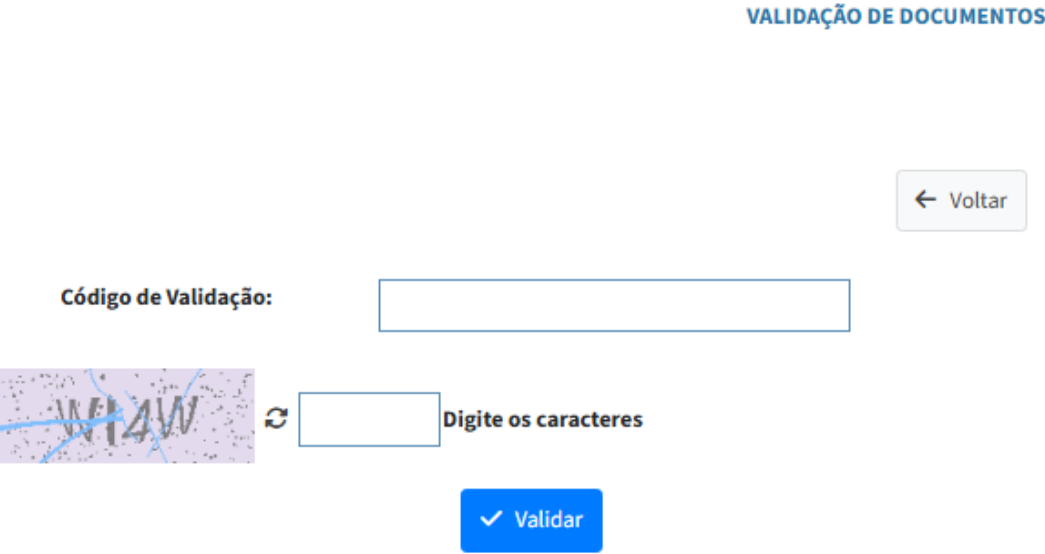 VALIDAÇÃO DE DOCUMENTOS
Voltar
Código de Validação:
Digite os caracteres
Validar